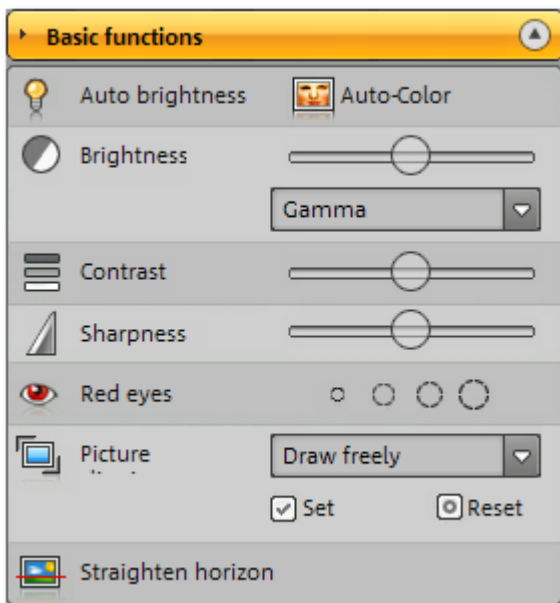 Basic functions
Auto brightness Auto-Color
Brightness
Gamma
Contrast
Sharpness
Red eyes
Picture Draw freely
Set Reset
Straighten horizon